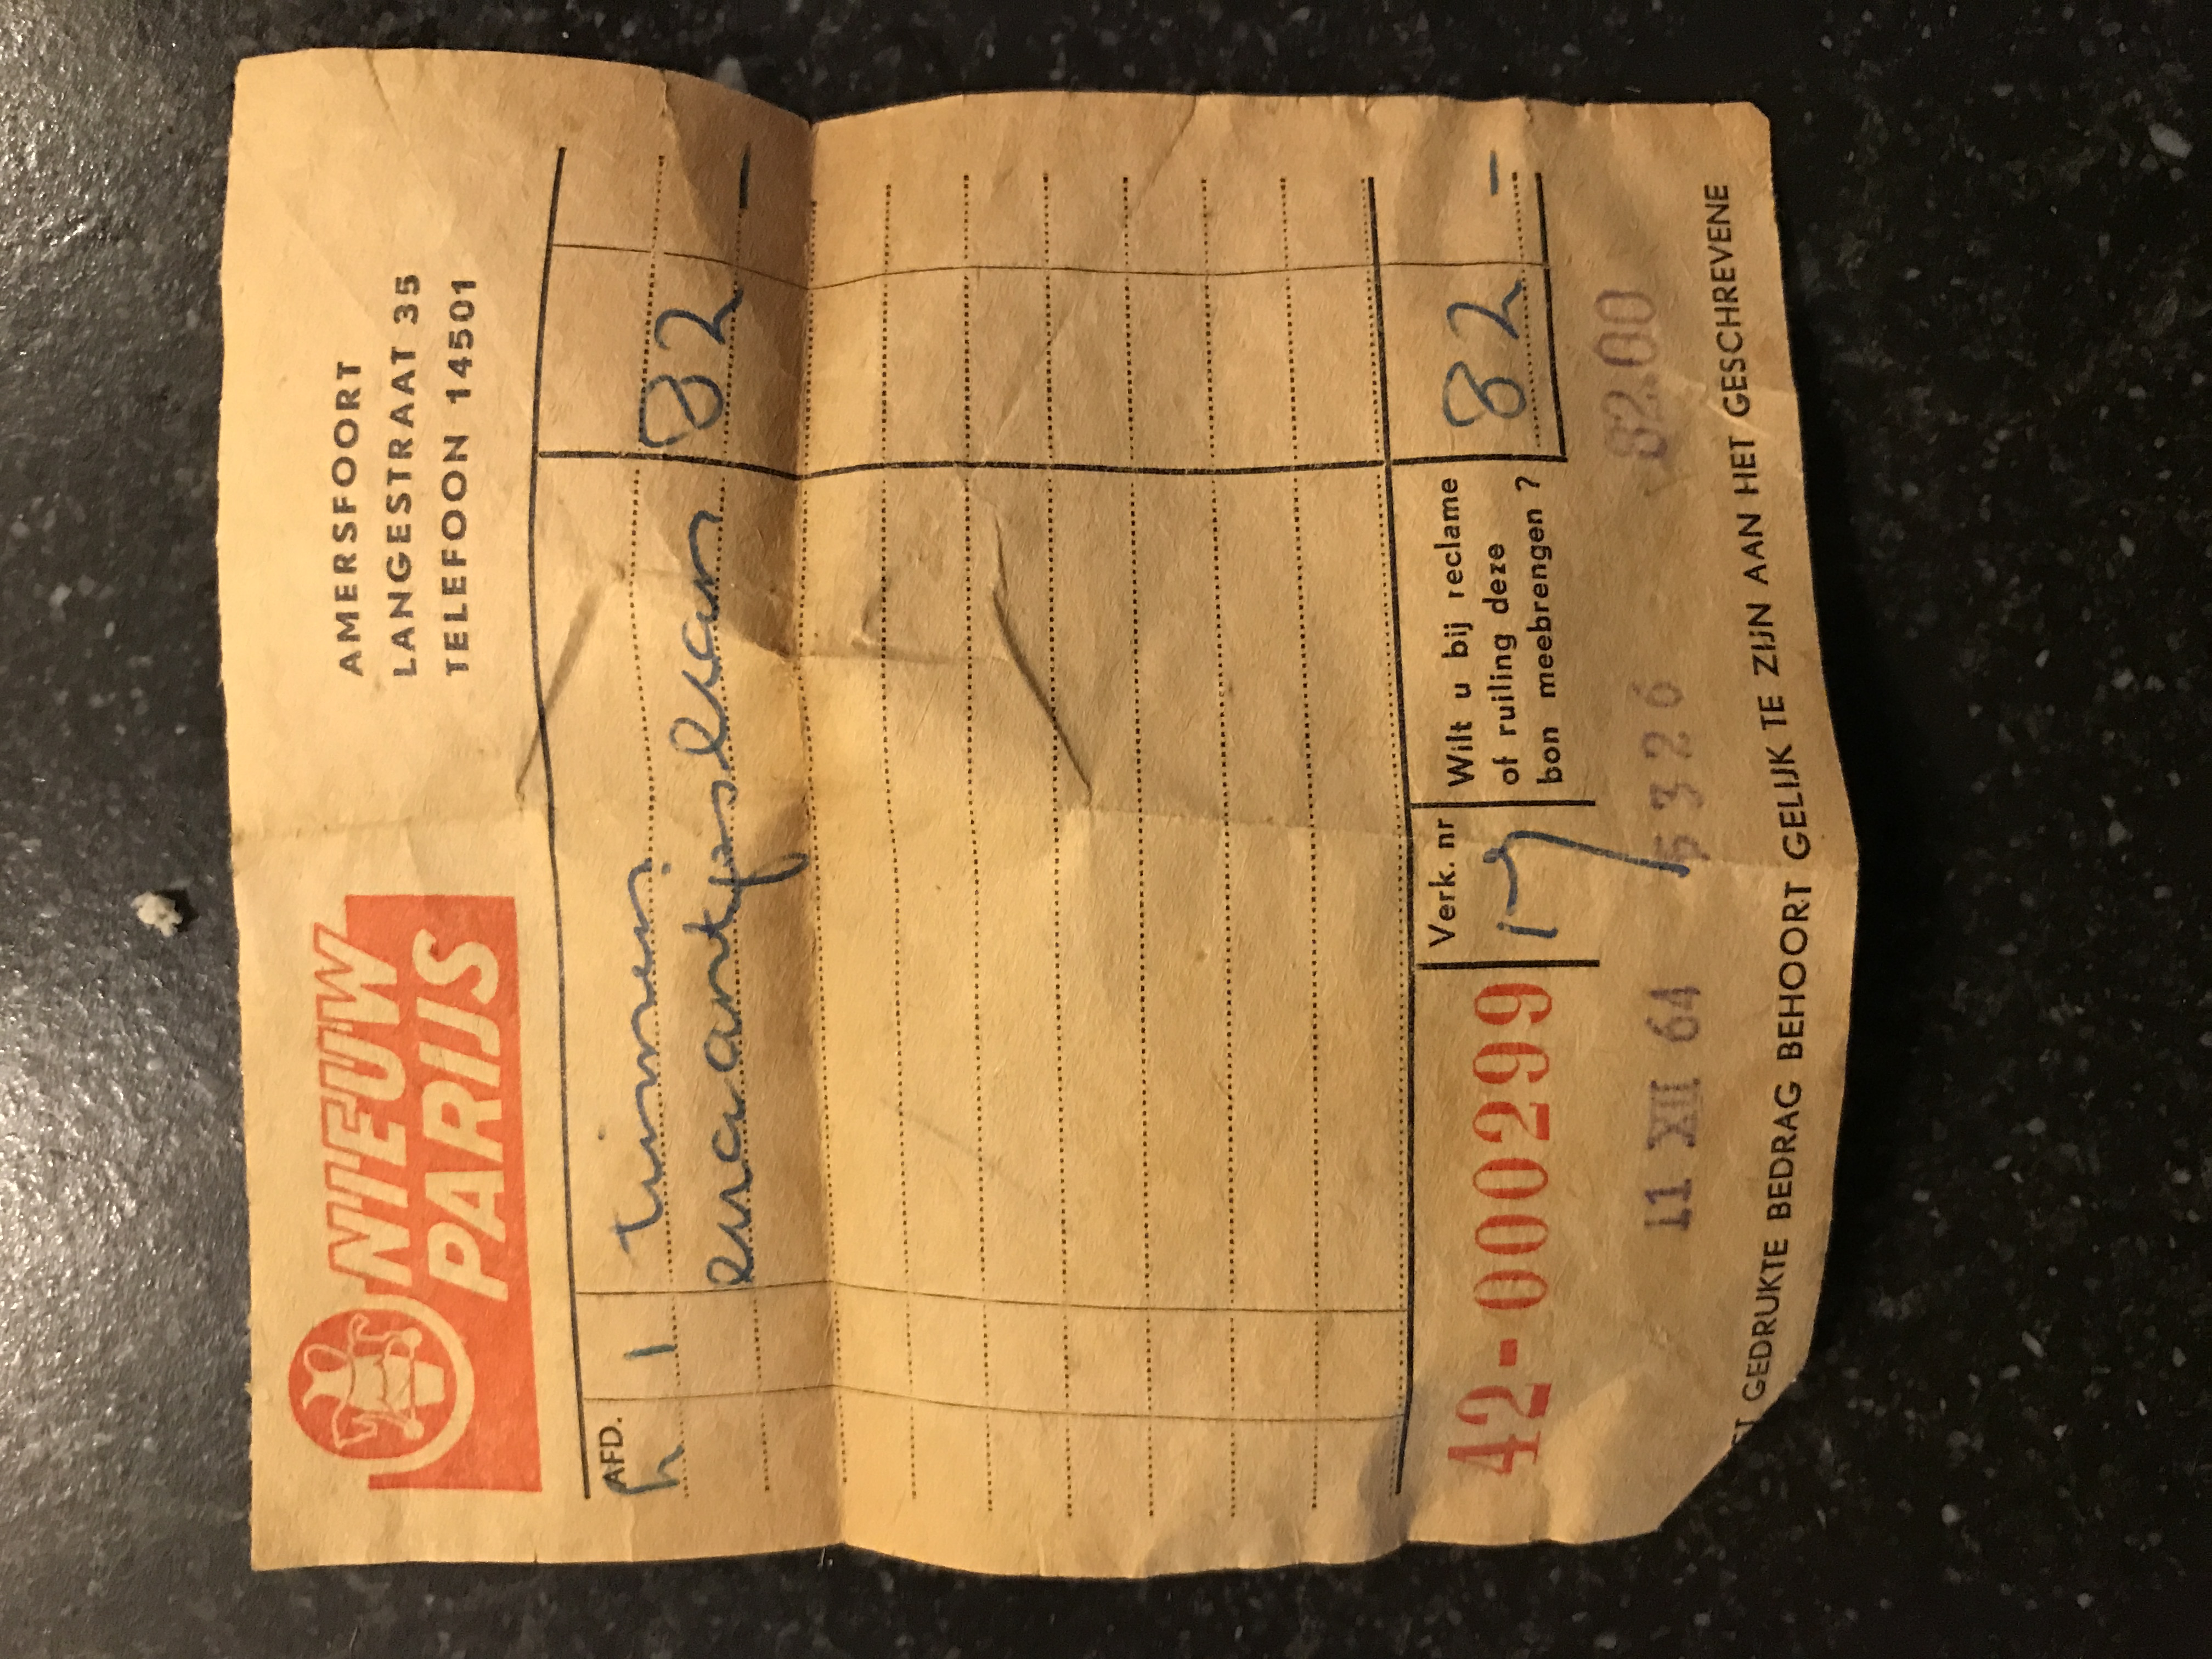 NIEUW
PARIJS
AMERSFOORT
LANGESTRAAT 35
TELEFOON 14501
AFD.
h 1 82 -
42-000299
Verk. nr
17
Wilt u bij reclame
of ruiling deze
bon meebrengen ?
82 -
82.00
11 XII 64 5326
ET GEDRUKTE BEDRAG BEHOORT GELIJK TE ZIJN AAN HET GESCHREVENE